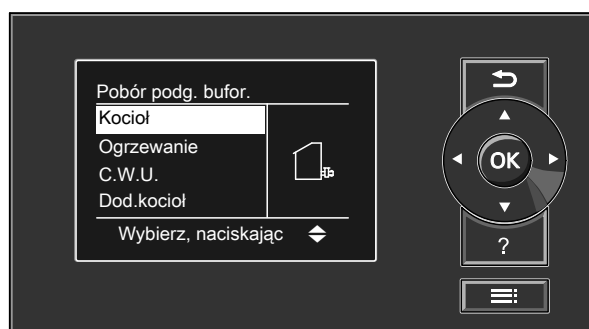 Pobór podg. bufor.
Kocioł
Ogrzewanie
C.W.U.
Dod.kocioł
Wybierz, naciskając
OK
?